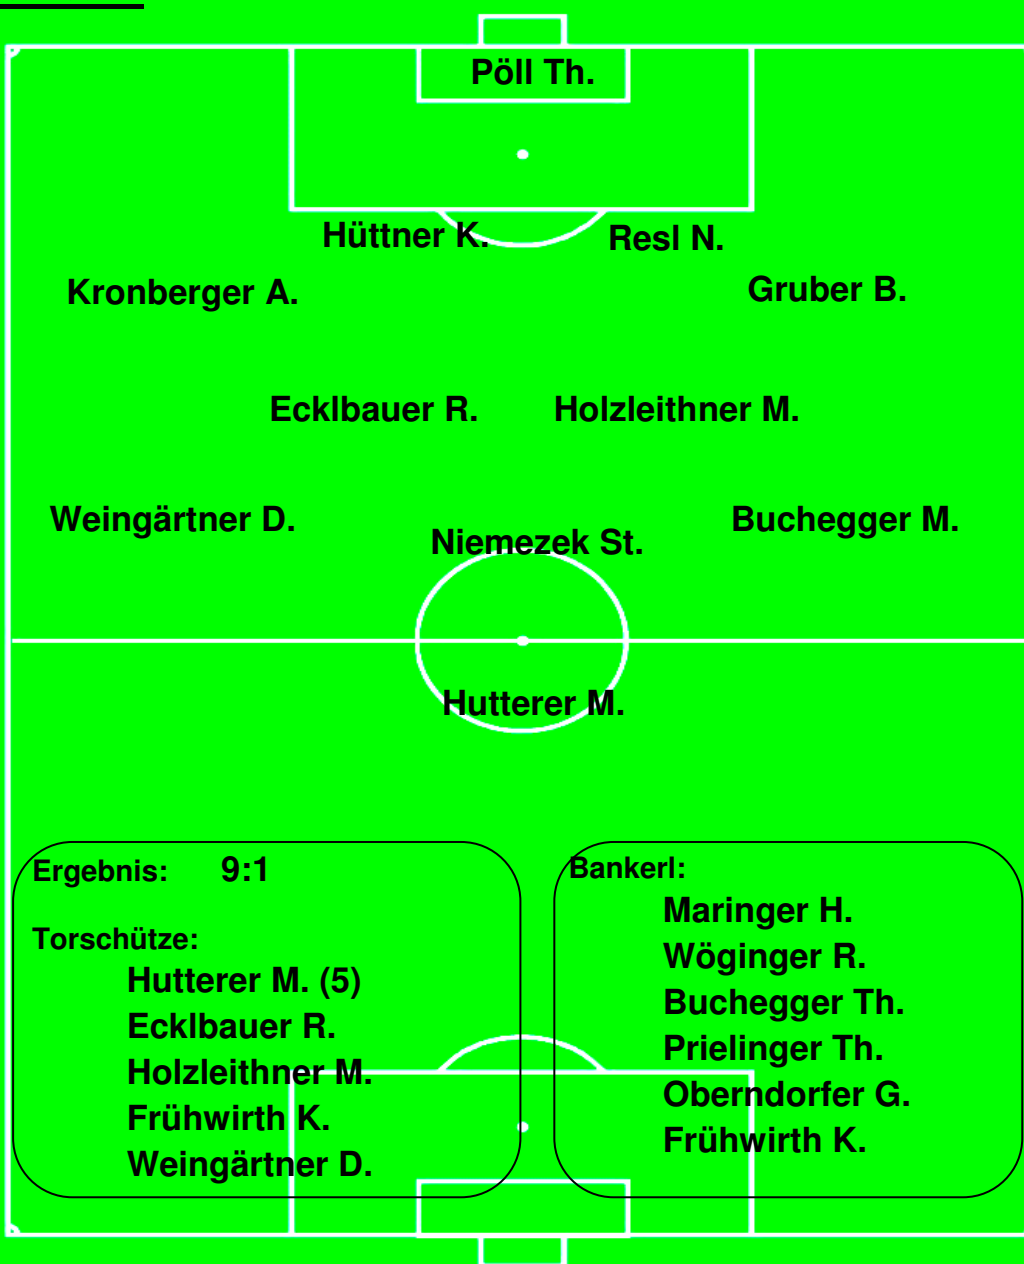 Pöll Th.
Hüttner K.
Resl N.
Kronberger A.
Gruber B.
Ecklbauer R.
Holzleithner M.
Weingärtner D.
Buchegger M.
Niemezek St.
Hutterer M.
Ergebnis: 9:1
Torschütze:
Hutterer M. (5)
Ecklbauer R.
Holzleithner M.
Frühwirth K.
Weingärtner D.
Bankerl:
Maringer H.
Wöginger R.
Buchegger Th.
Prielinger Th.
Oberndorfer G.
Frühwirth K.